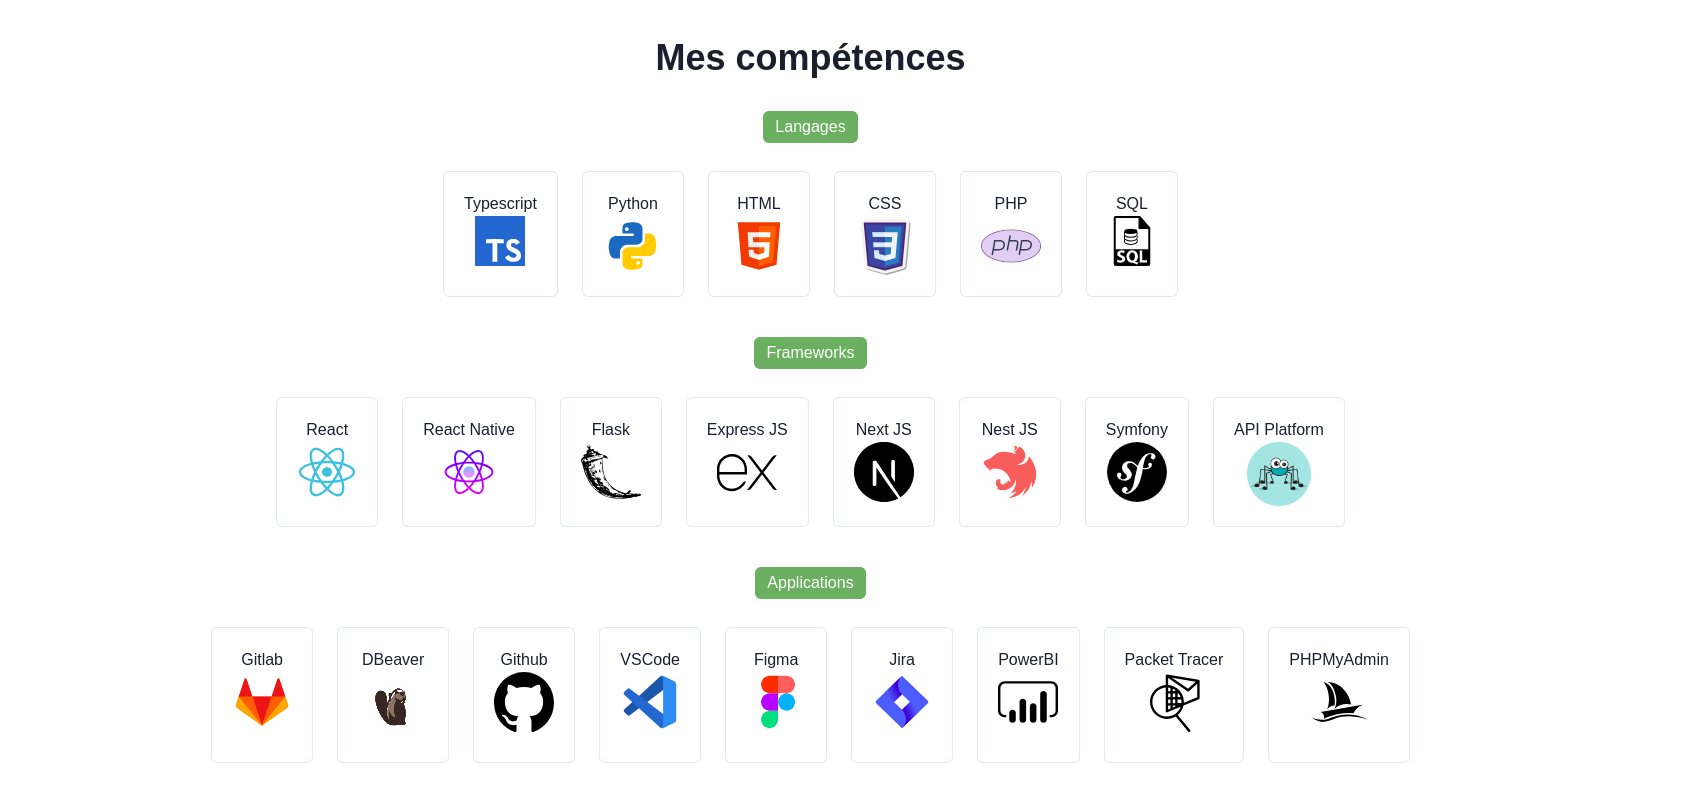 Mes compétences
Langages
Typescript Python HTML CSS PHP SQL
TS 5 3 php SQL
Frameworks
React React Native Flask Express JS Next JS Nest JS Symfony API Platform
ex N sf
Applications
Gitlab DBeaver Github VSCode Figma Jira PowerBI Packet Tracer PHPMyAdmin